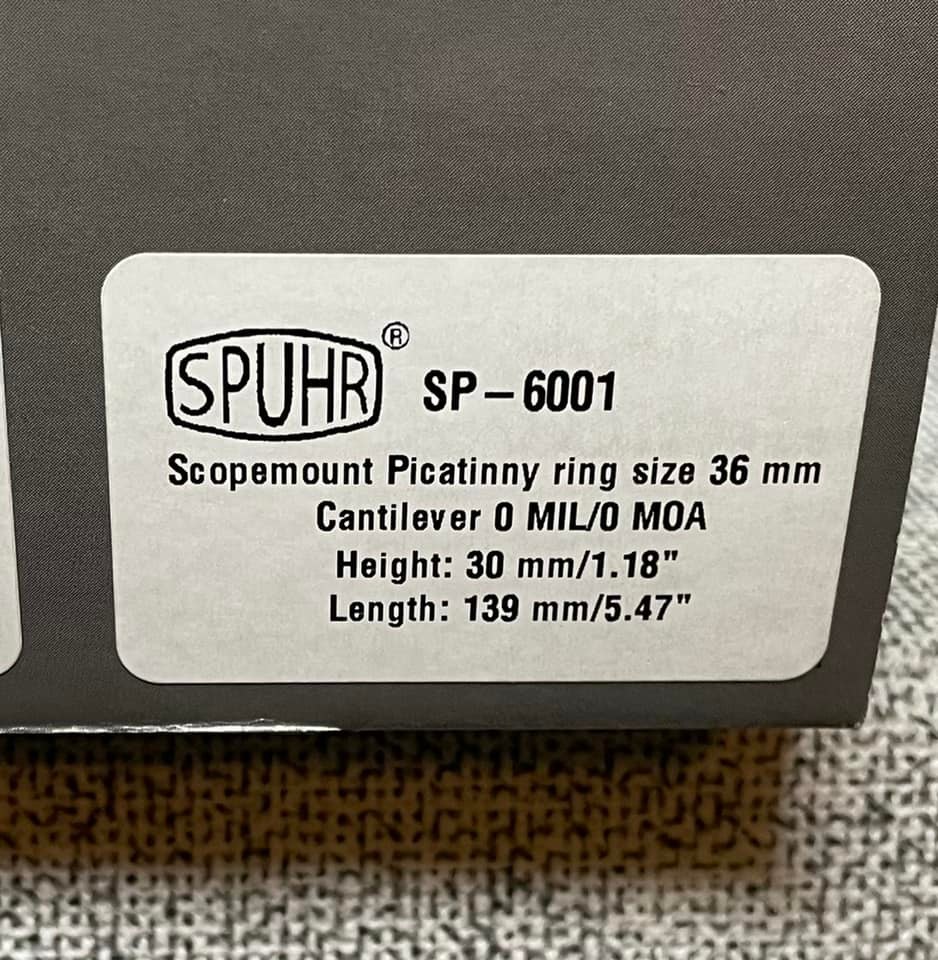 SPUHR® SP-6001
Scopemount Picatinny ring size 36 mm
Cantilever 0 MIL/0 MOA
Height: 30 mm/1.18"
Length: 139 mm/5.47"